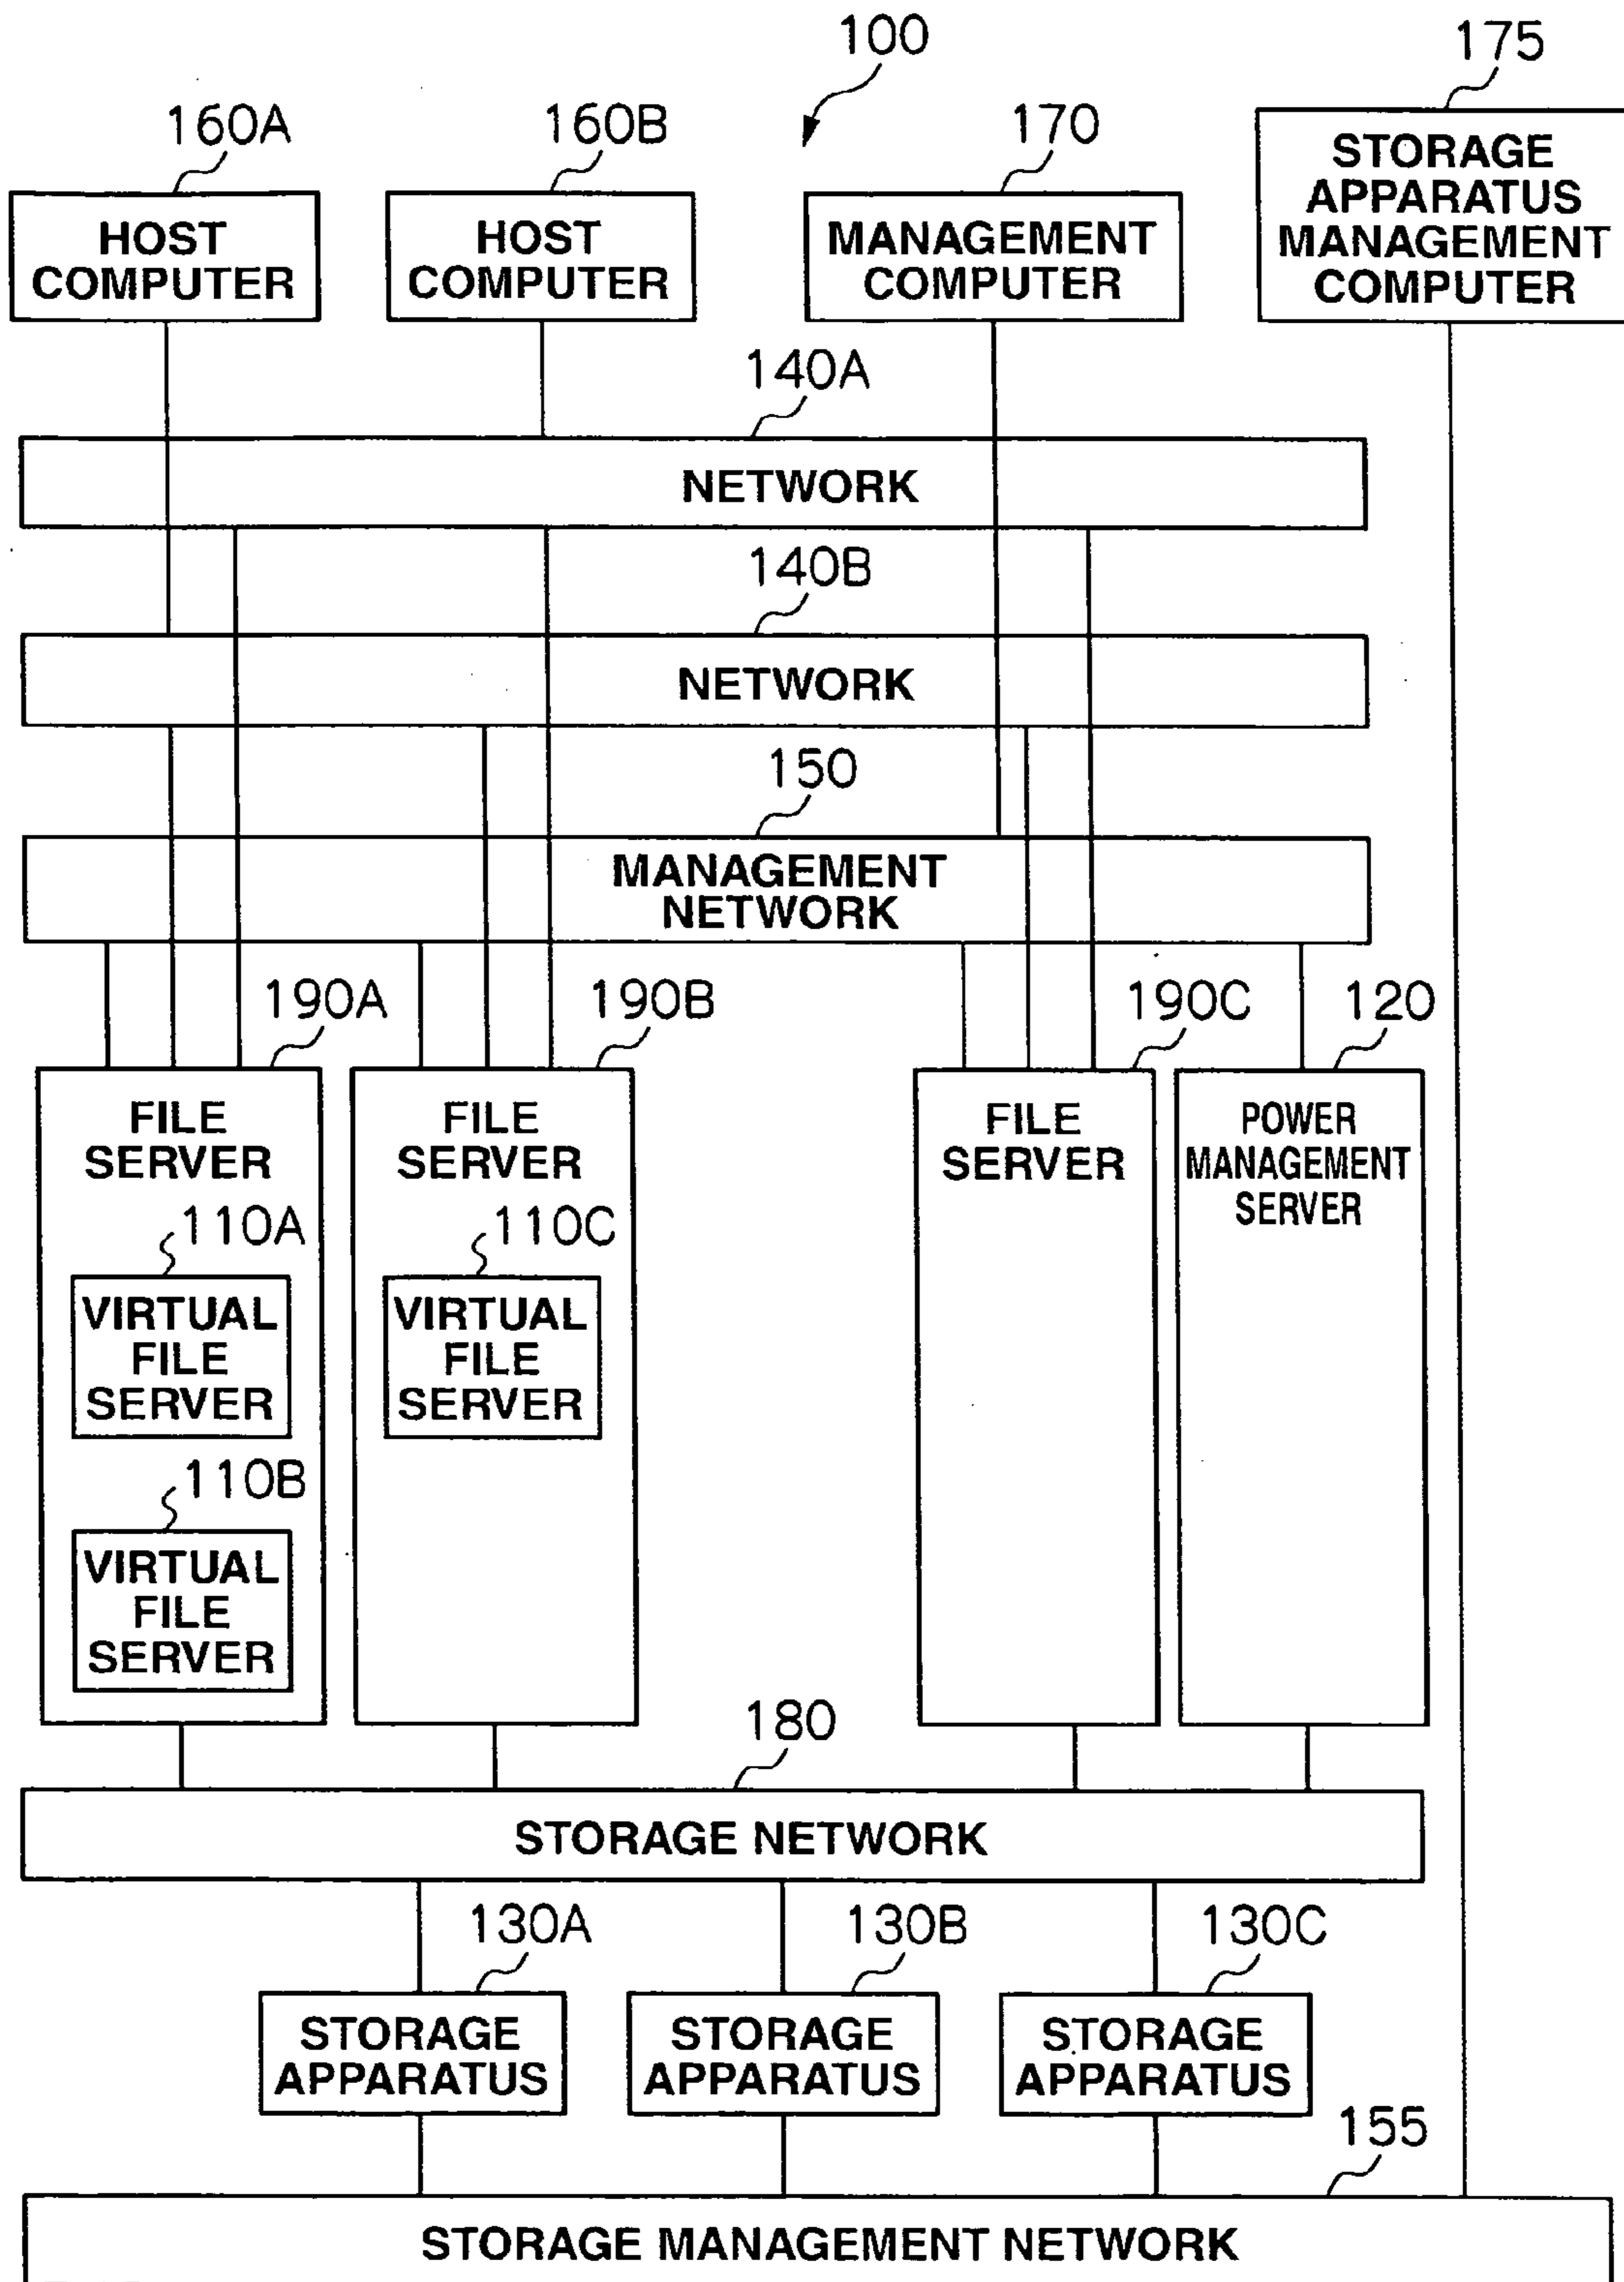 100
175
160A
160B
170
STORAGE
APPARATUS
MANAGEMENT
COMPUTER
HOST
COMPUTER
HOST
COMPUTER
MANAGEMENT
COMPUTER
140A
NETWORK
140B
NETWORK
150
MANAGEMENT
NETWORK
190A
190B
190C
120
FILE
SERVER
110A
VIRTUAL
FILE
SERVER
110B
VIRTUAL
FILE
SERVER
FILE
SERVER
110C
VIRTUAL
FILE
SERVER
FILE
SERVER
POWER
MANAGEMENT
SERVER
180
STORAGE NETWORK
130A
130B
130C
STORAGE
APPARATUS
STORAGE
APPARATUS
STORAGE
APPARATUS
155
STORAGE MANAGEMENT NETWORK